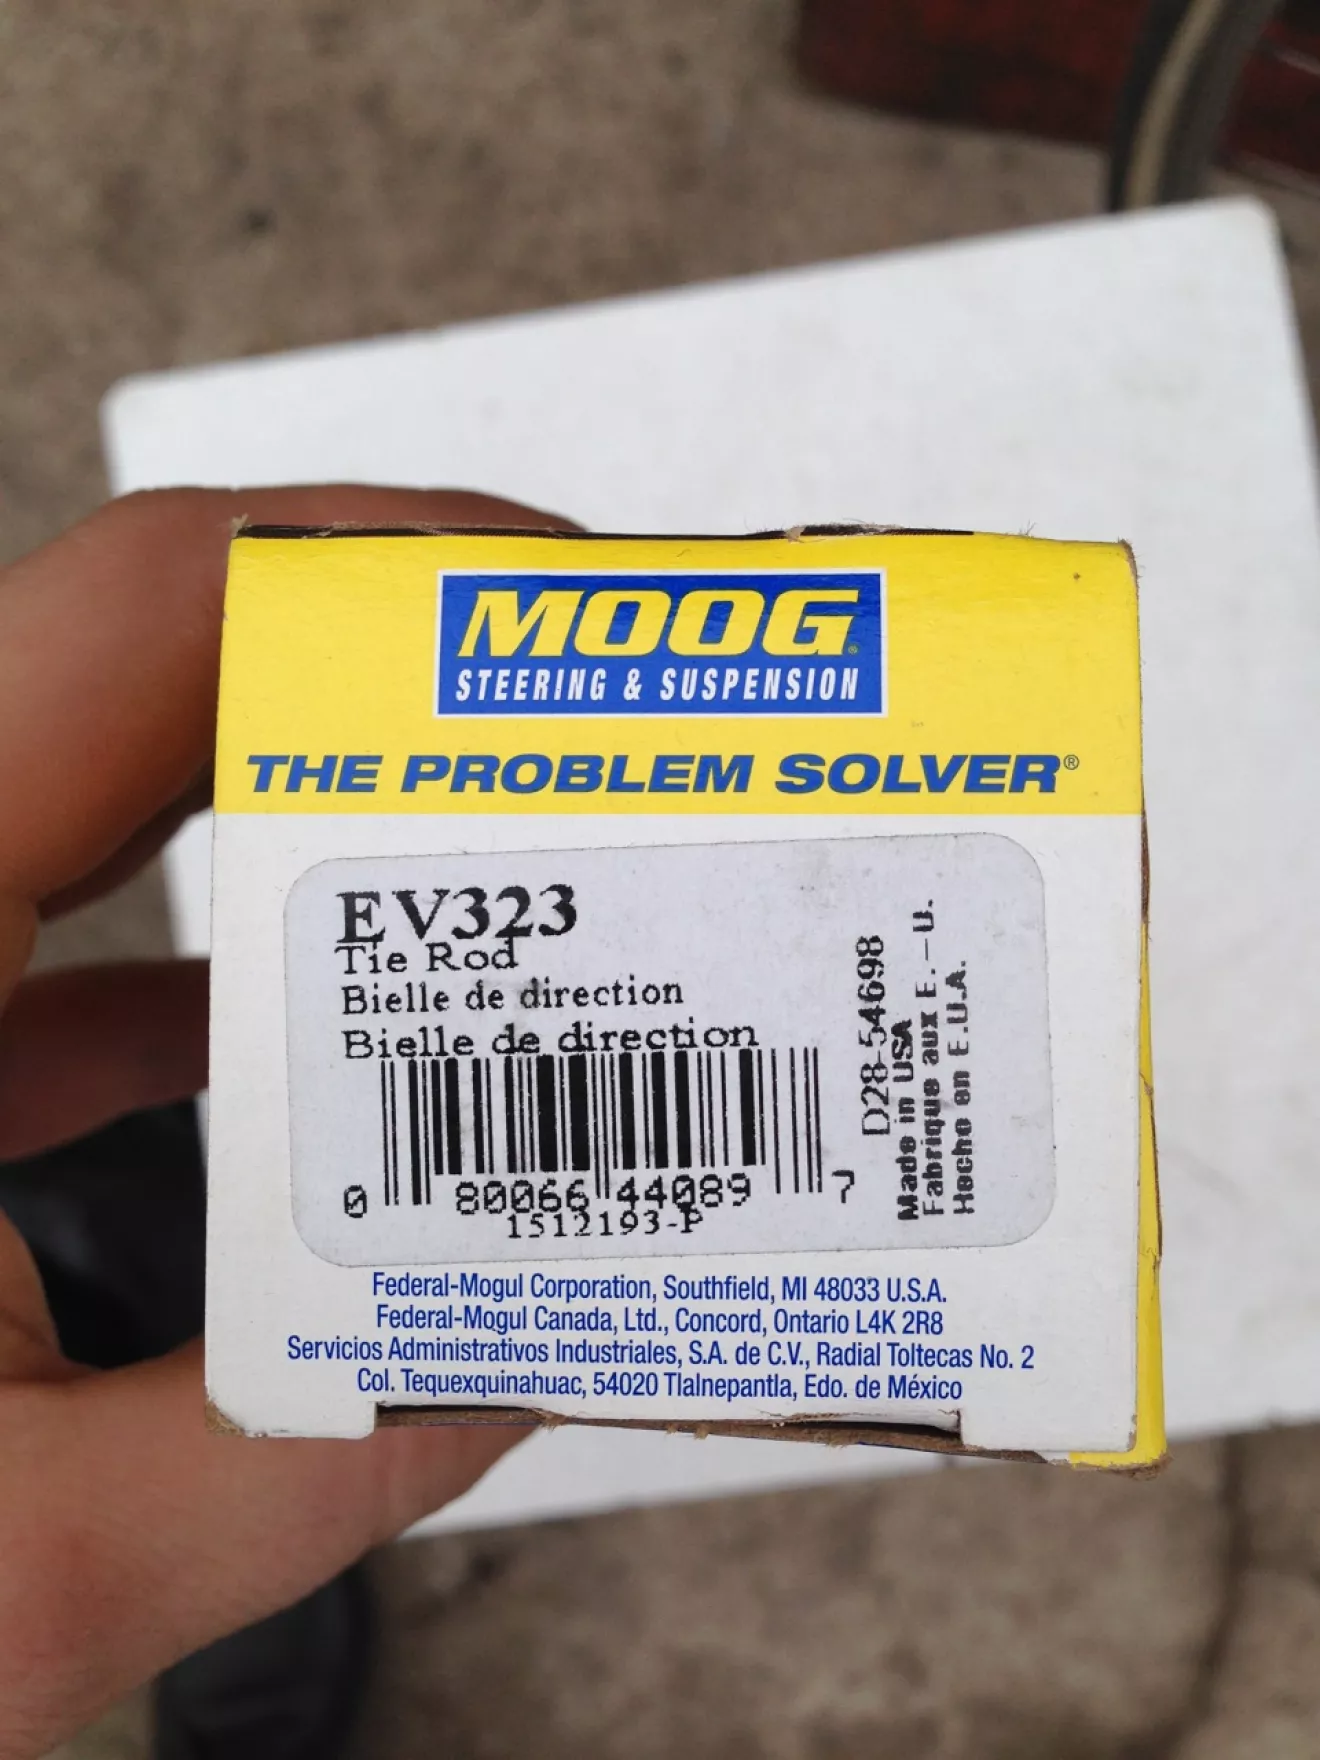 MOOG®
STEERING & SUSPENSION
THE PROBLEM SOLVER®
EV323
Tie Rod
Bielle de direction
Bielle de direction
0 80066 44089 7
1512193-P
D28-54698
Made in USA
Fabrique aux E.-U.
Hecho en E.U.A.
Federal-Mogul Corporation, Southfield, MI 48033 U.S.A.
Federal-Mogul Canada, Ltd., Concord, Ontario L4K 2R8
Servicios Administrativos Industriales, S.A. de C.V., Radial Toltecas No. 2
Col. Tequexquinahuac, 54020 Tlalnepantla, Edo. de México